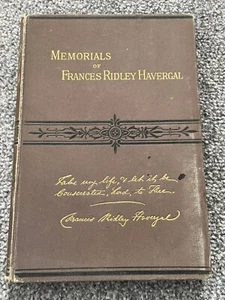 MEMORIALS
OF
FRANCES RIDLEY HAVERGAL
Take my life, & let it be
Consecrated, Lord, to Thee.
Frances Ridley Havergal